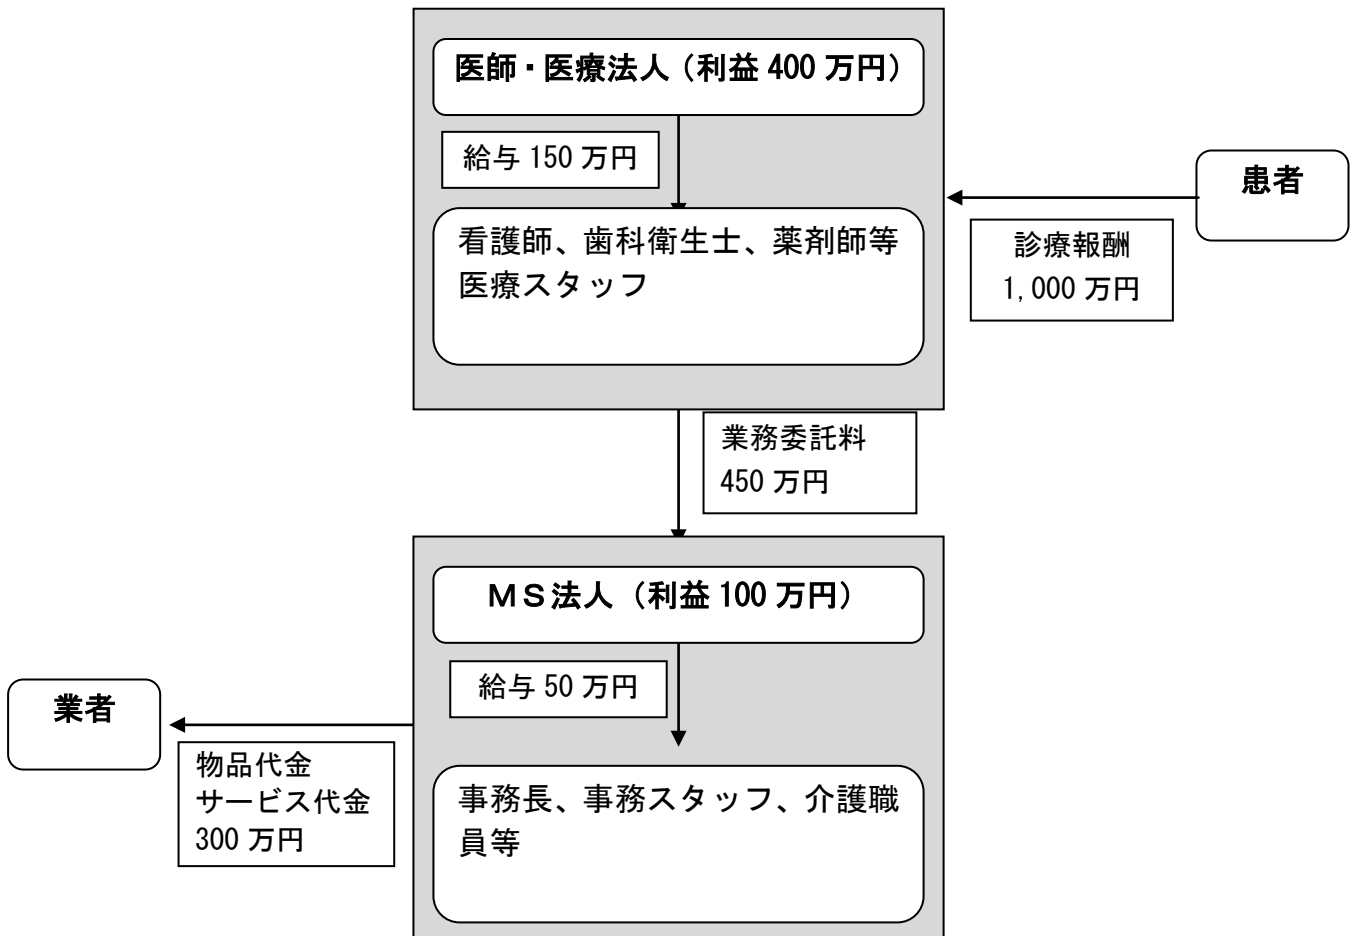 医師・医療法人（利益 400 万円）
給与 150 万円
看護師、歯科衛生士、薬剤師等
医療スタッフ
患者
診療報酬
1,000 万円
業務委託料
450 万円
ＭＳ法人（利益 100 万円）
給与 50 万円
業者
物品代金
サービス代金
300 万円
事務長、事務スタッフ、介護職
員等